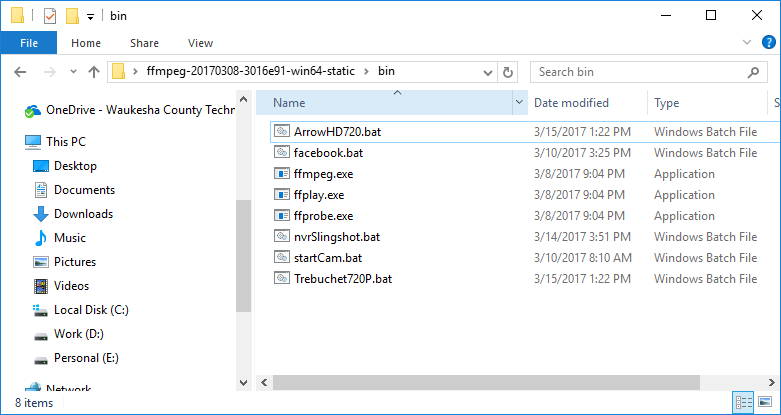 bin
File Home Share View
ffmpeg-20170308-3016e91-win64-static bin Search bin
Name Date modified Type S
OneDrive - Waukesha County Techn
This PC
Desktop
Documents
Downloads
Music
Pictures
Videos
Local Disk (C:)
Work (D:)
Personal (E:)
Network
ArrowHD720.bat 3/15/2017 1:22 PM Windows Batch File
facebook.bat 3/10/2017 3:25 PM Windows Batch File
ffmpeg.exe 3/8/2017 9:04 PM Application
ffplay.exe 3/8/2017 9:04 PM Application
ffprobe.exe 3/8/2017 9:04 PM Application
nvrSlingshot.bat 3/14/2017 3:51 PM Windows Batch File
startCam.bat 3/10/2017 8:10 AM Windows Batch File
Trebuchet720P.bat 3/15/2017 1:22 PM Windows Batch File
8 items